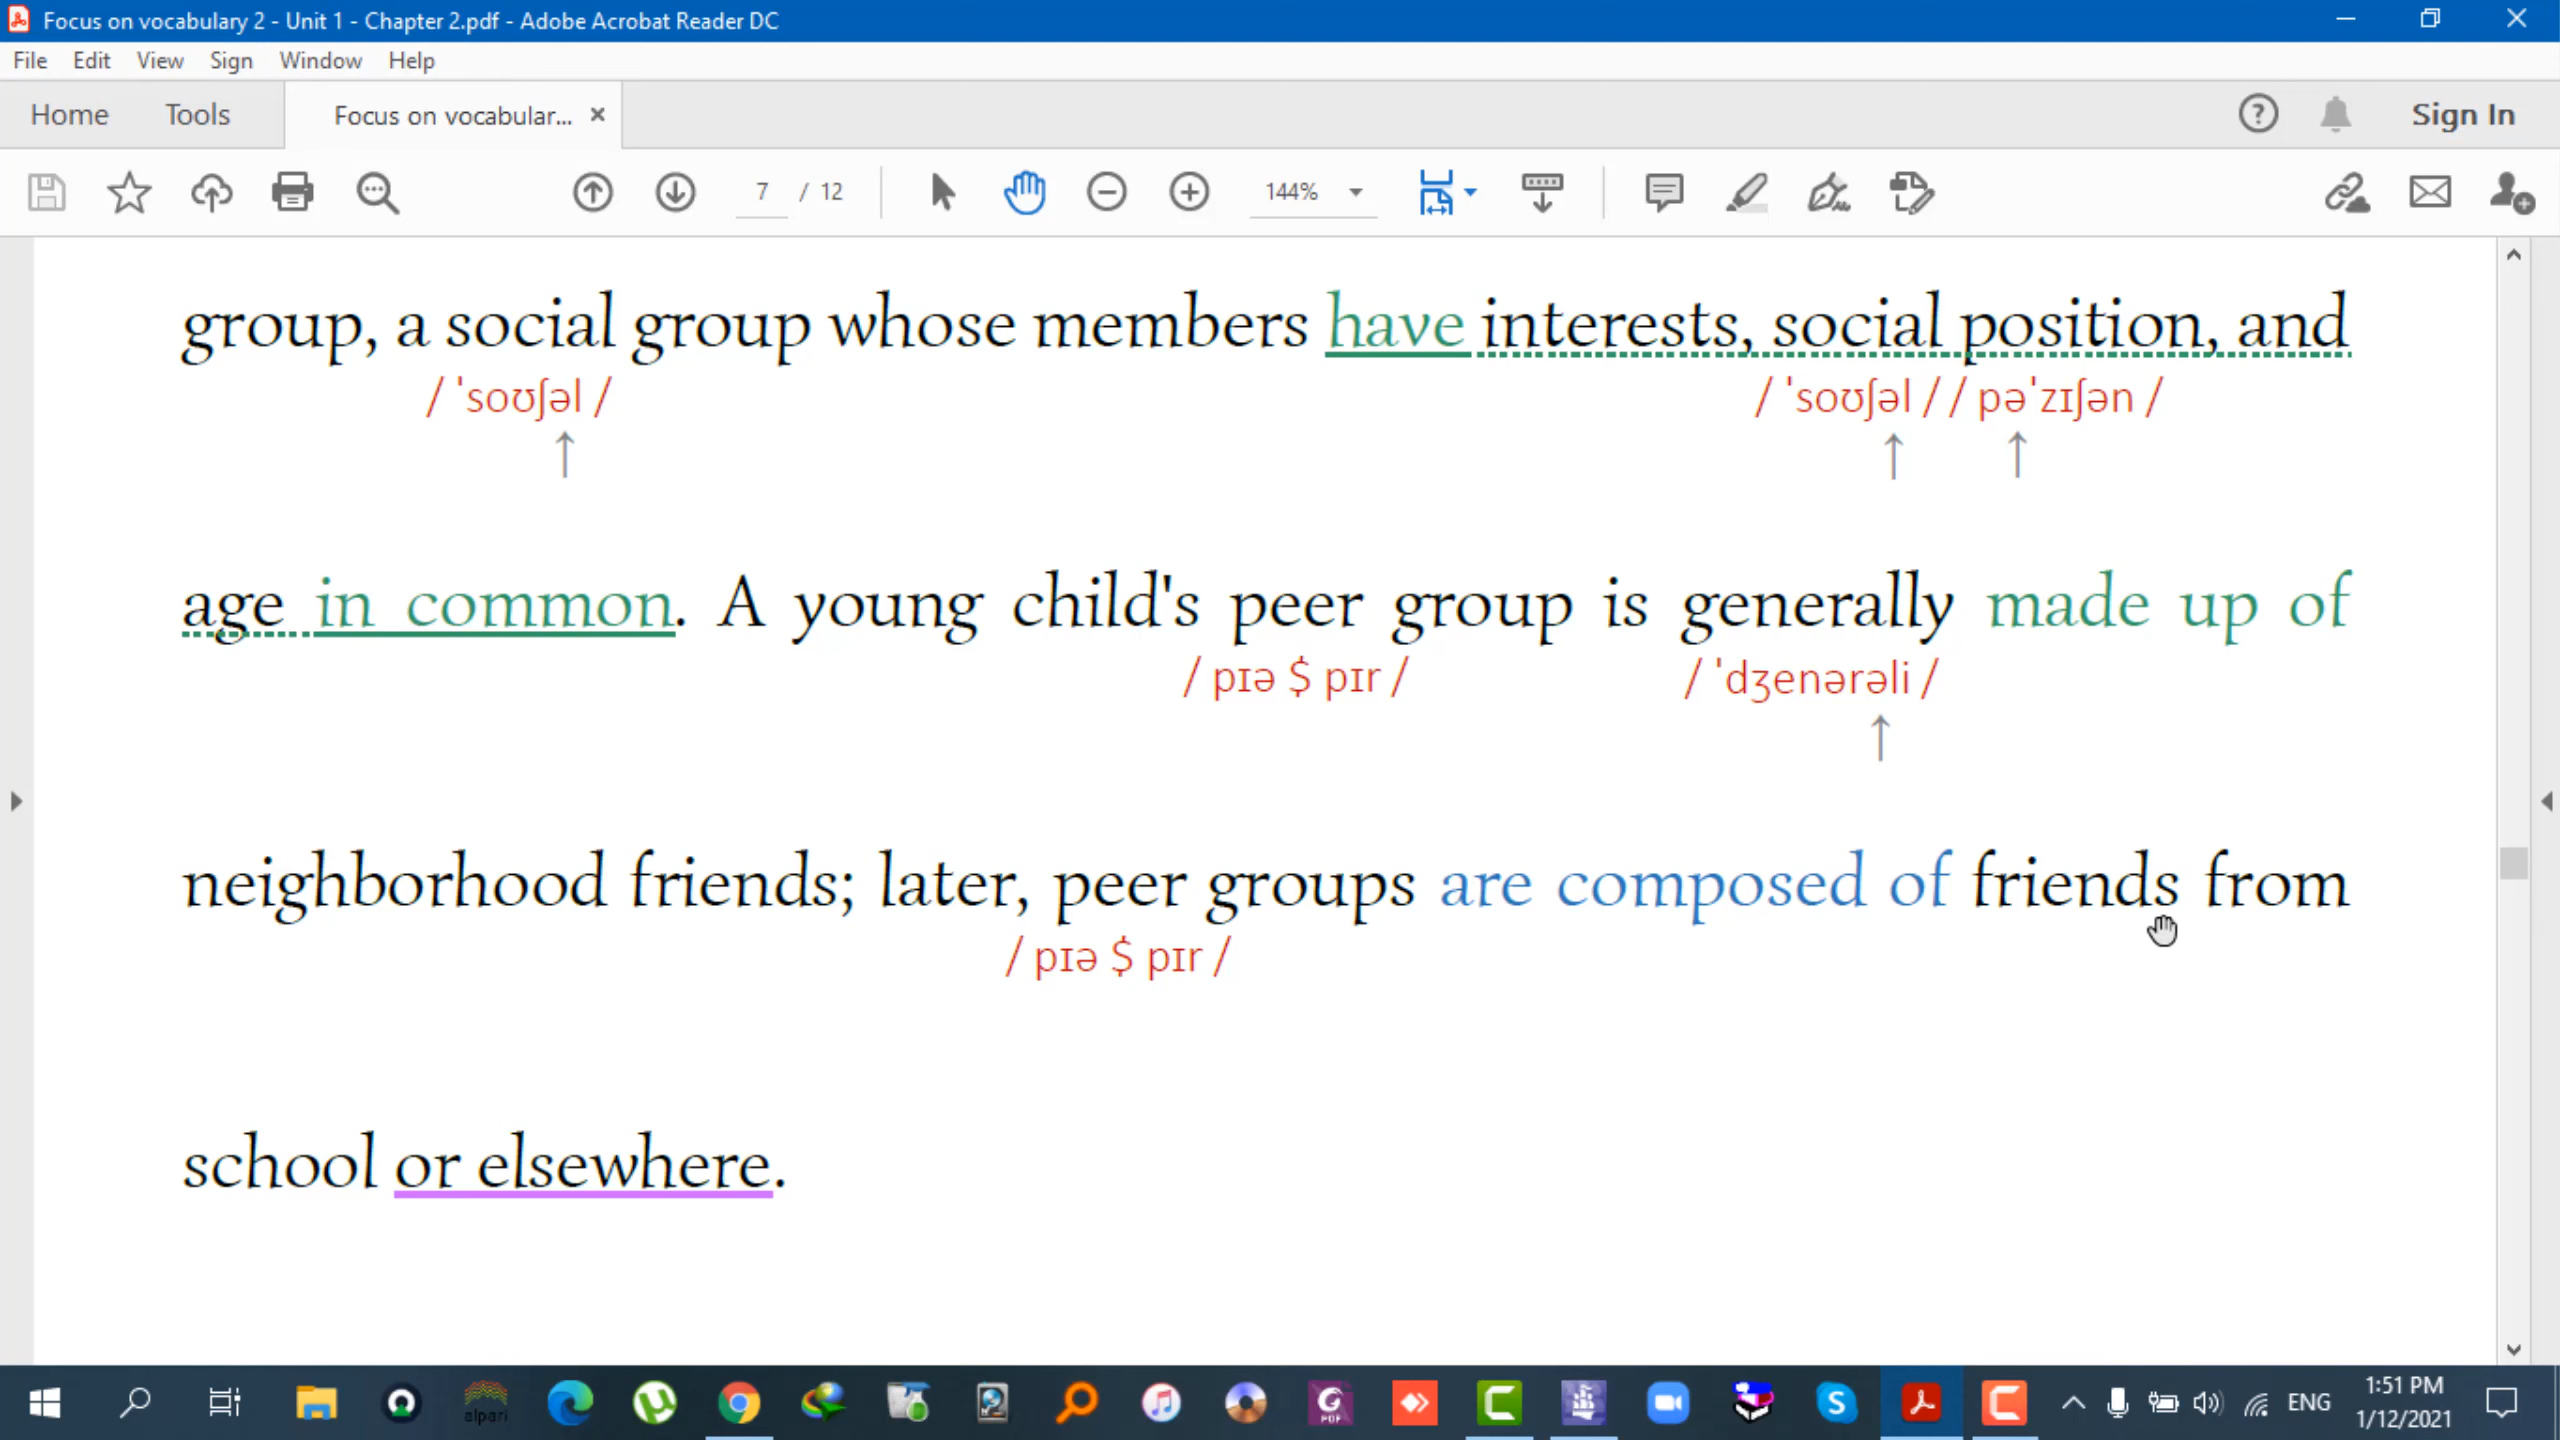 Focus on vocabulary 2 - Unit 1 - Chapter 2.pdf - Adobe Acrobat Reader DC
File Edit View Sign Window Help
Home Tools Focus on vocabular... Sign In
7 / 12 144%
group, a social group whose members have interests, social position, and
/ ˈsoʊʃəl / / ˈsoʊʃəl / / pəˈzɪʃən /
↑ ↑ ↑
age in common. A young child's peer group is generally made up of
/ pɪə $ pɪr / / ˈdʒenərəli /
↑
neighborhood friends; later, peer groups are composed of friends from
/ pɪə $ pɪr /
school or elsewhere.
alpari
PDF
ENG
1:51 PM
1/12/2021